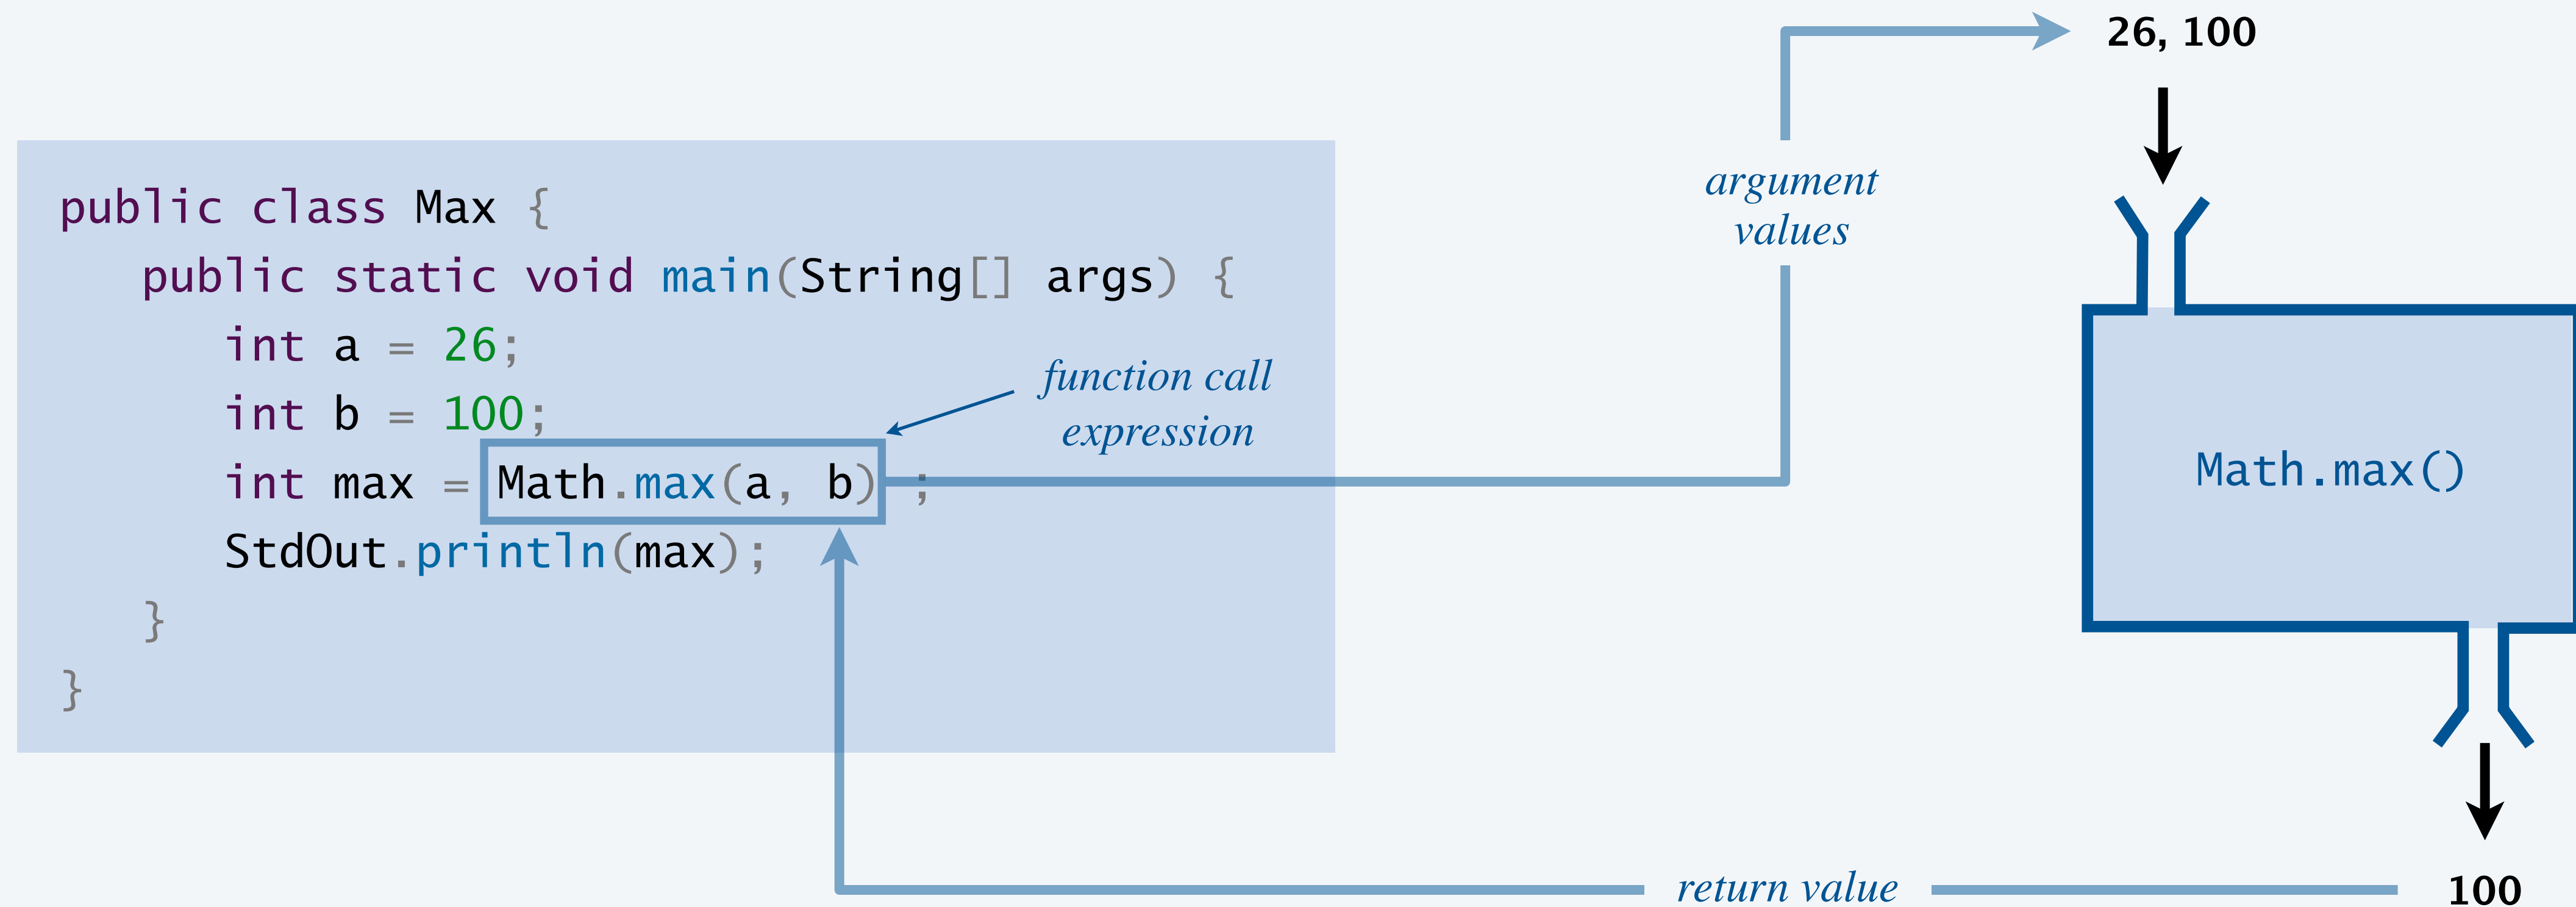 26, 100
argument
values
public class Max {
public static void main(String[] args) {
int a = 26;
int b = 100;
function call
expression
int max = Math.max(a, b) ;
StdOut.println(max);
}
}
Math.max()
return value
100